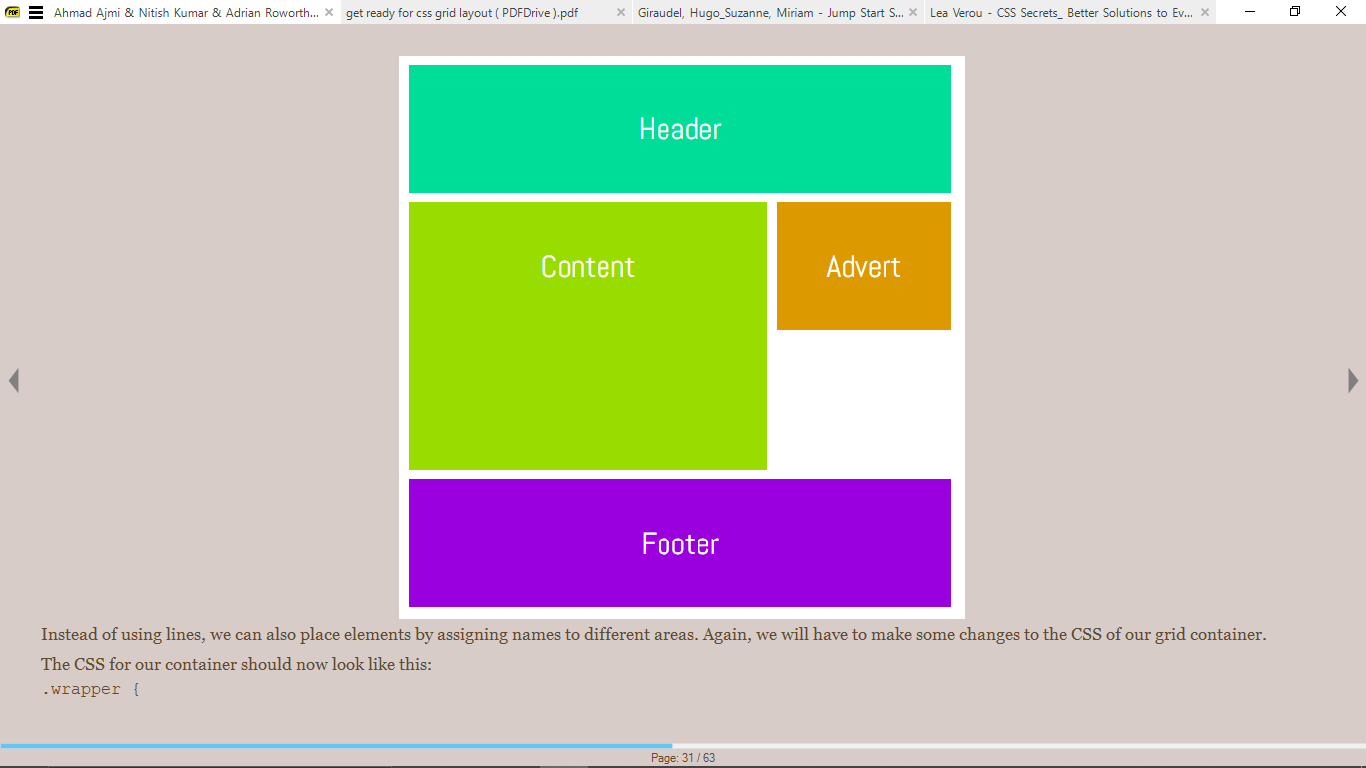 PDF Ahmad Ajmi & Nitish Kumar & Adrian Roworth... get ready for css grid layout ( PDFDrive ).pdf Giraudel, Hugo_Suzanne, Miriam - Jump Start S... Lea Verou - CSS Secrets_ Better Solutions to Ev...
Header
Content Advert
Footer
Instead of using lines, we can also place elements by assigning names to different areas. Again, we will have to make some changes to the CSS of our grid container.
The CSS for our container should now look like this:
.wrapper {
Page: 31 / 63